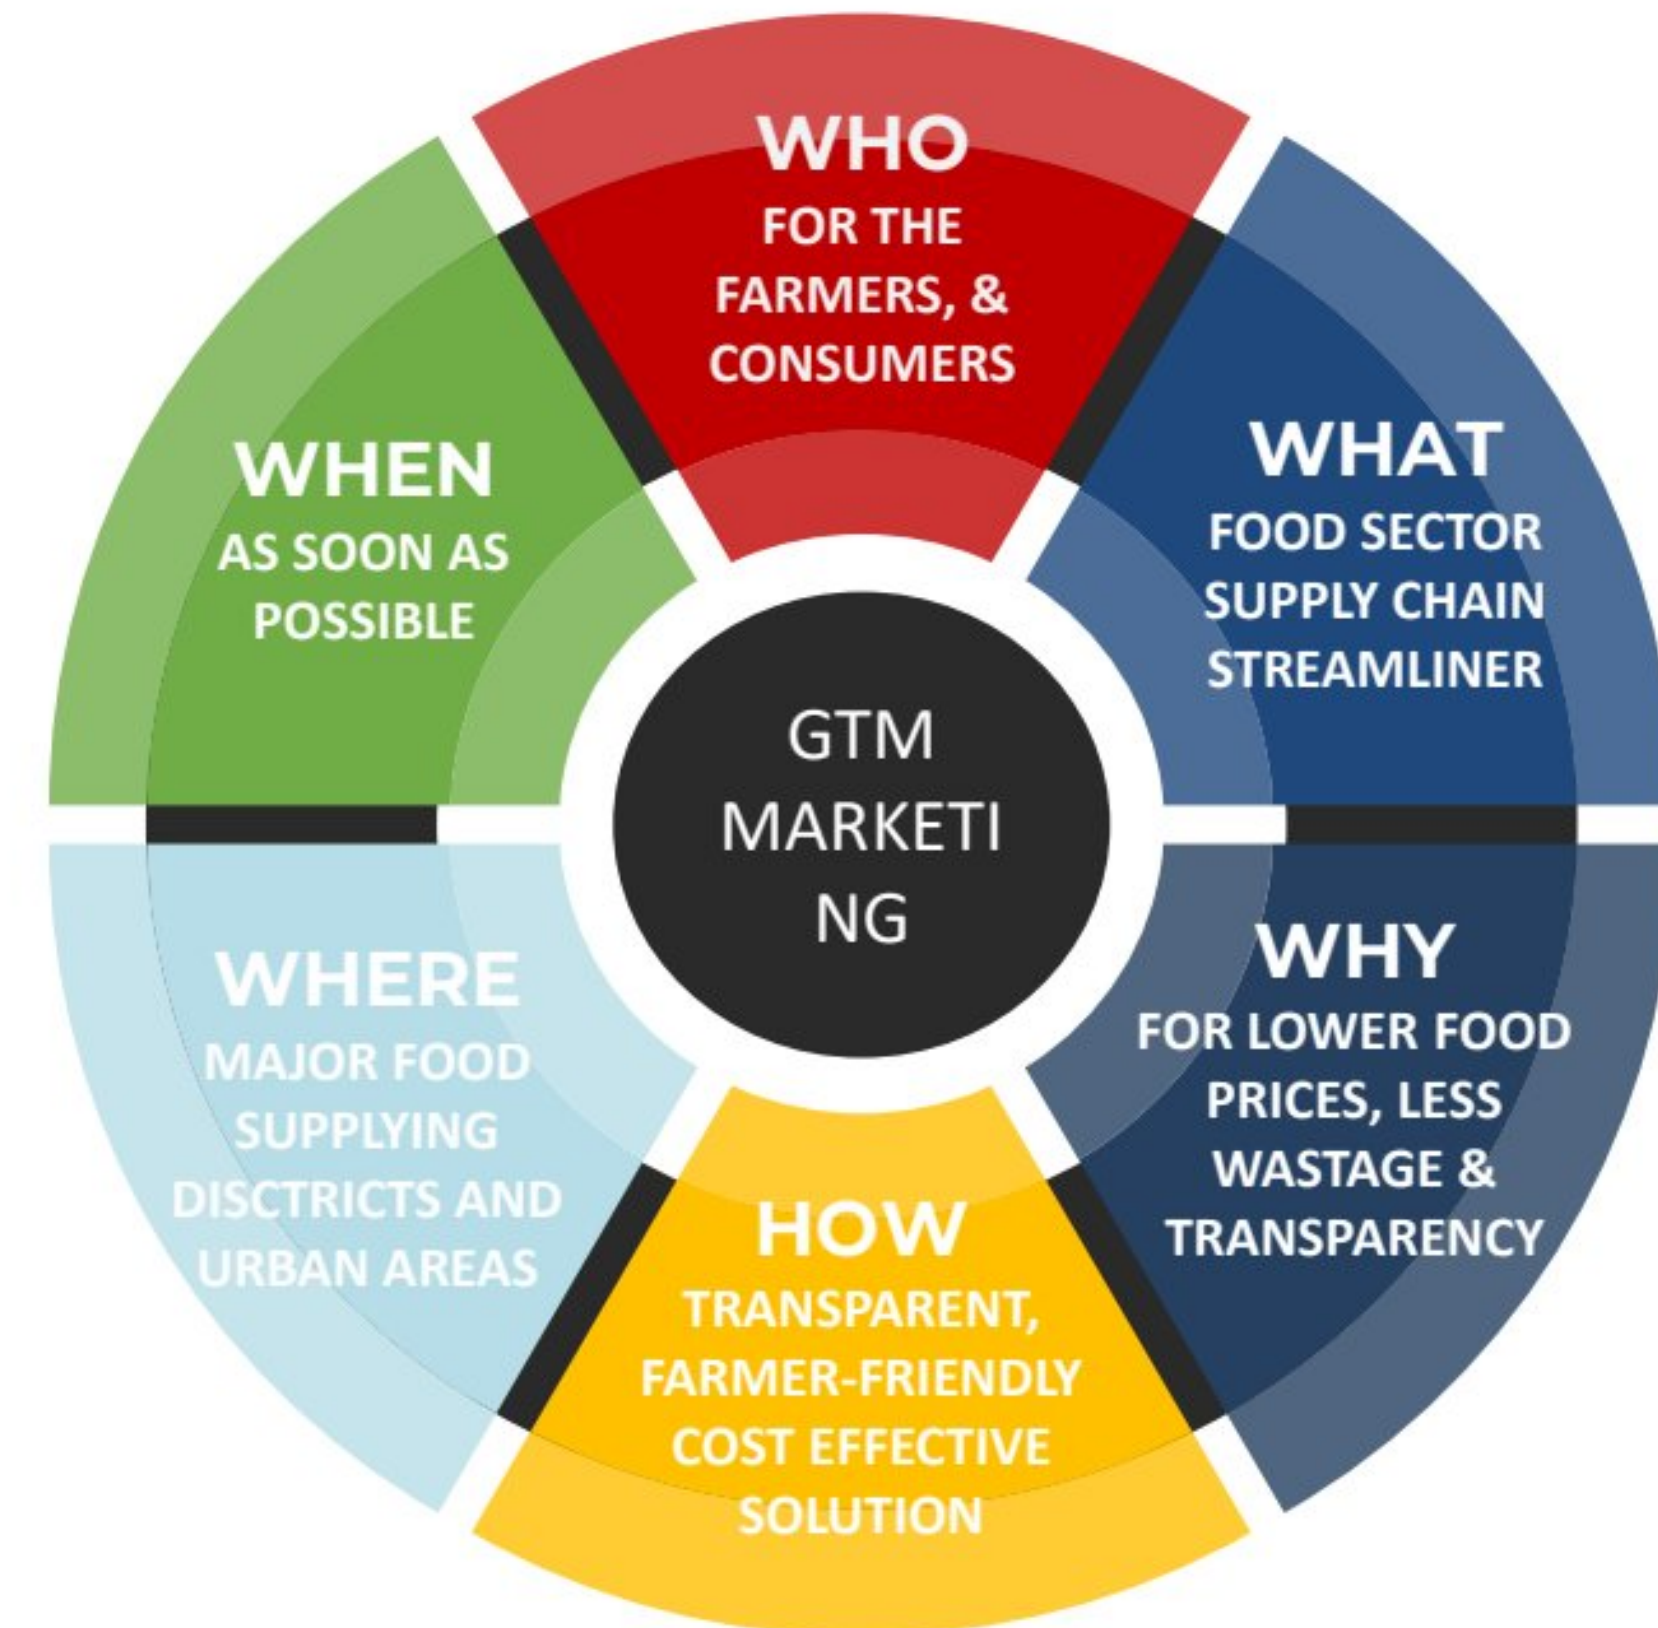 WHO
FOR THE
FARMERS, &
CONSUMERS
WHAT
FOOD SECTOR
SUPPLY CHAIN
STREAMLINER
WHY
FOR LOWER FOOD
PRICES, LESS
WASTAGE &
TRANSPARENCY
HOW
TRANSPARENT,
FARMER-FRIENDLY
COST EFFECTIVE
SOLUTION
WHERE
MAJOR FOOD
SUPPLYING
DISCTRICTS AND
URBAN AREAS
WHEN
AS SOON AS
POSSIBLE
GTM
MARKETI
NG